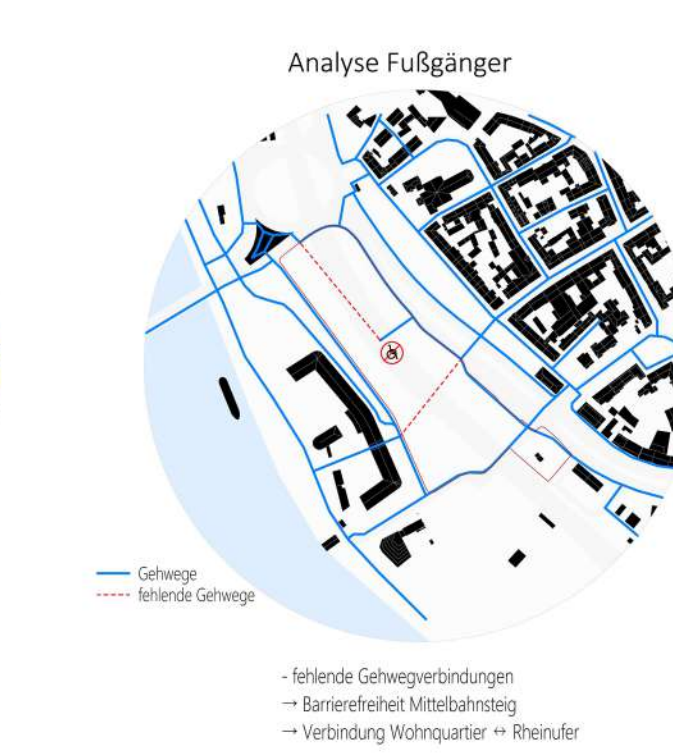 Analyse Fußgänger
Gehwege
fehlende Gehwege
- fehlende Gehwegverbindungen
→ Barrierefreiheit Mittelbahnsteig
→ Verbindung Wohnquartier ↔ Rheinufer